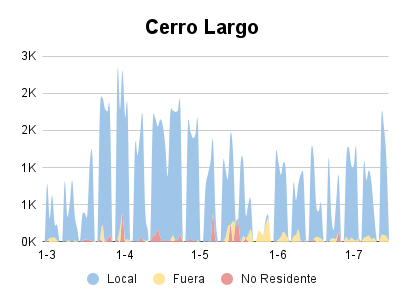 Cerro Largo
3K
2K
2K
1K
1K
0K
1-3
1-4
1-5
1-6
1-7
Local
Fuera
No Residente